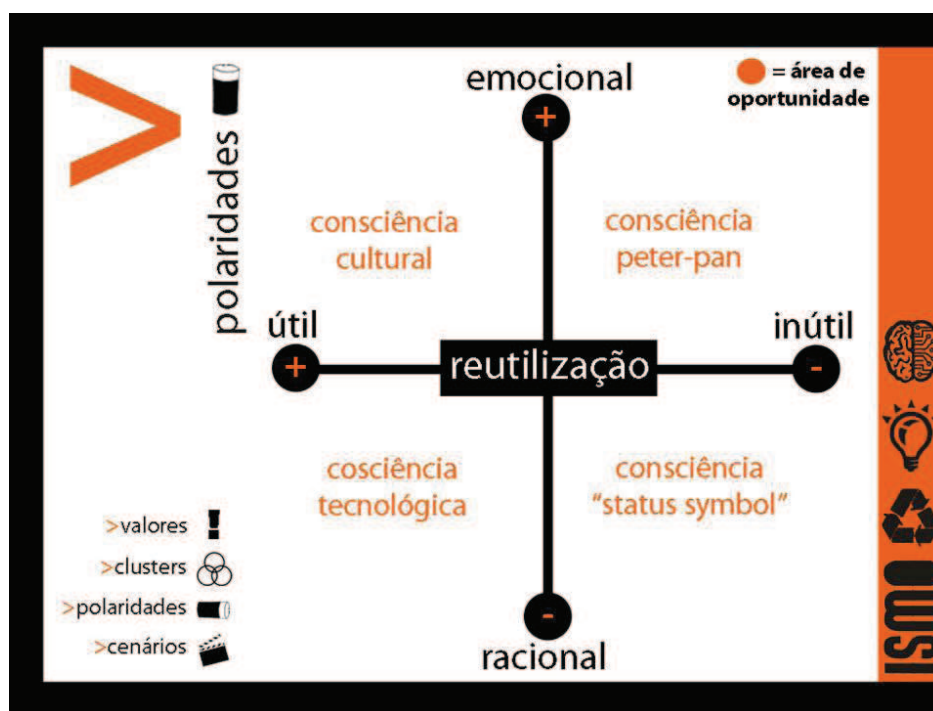 polaridades
emocional
+
= área de
oportunidade
consciência
cultural
consciência
peter-pan
útil
inútil
+
reutilização
-
cosciência
tecnológica
consciência
"status symbol"
>valores
>clusters
>polaridades
>cenários
-
racional
ISMO